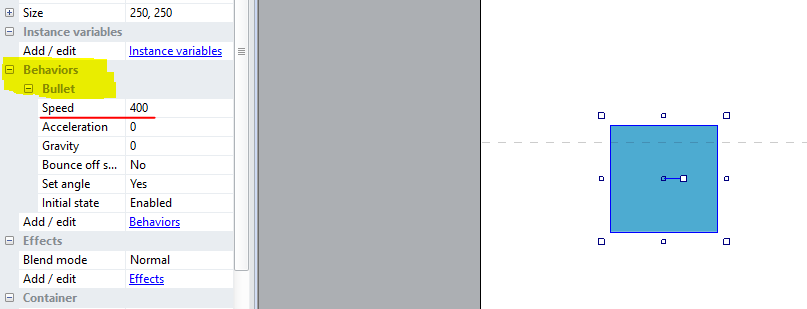 Size 250, 250
Instance variables
Add / edit Instance variables
Behaviors
Bullet
Speed 400
Acceleration 0
Gravity 0
Bounce off s... No
Set angle Yes
Initial state Enabled
Add / edit Behaviors
Effects
Blend mode Normal
Add / edit Effects
Container